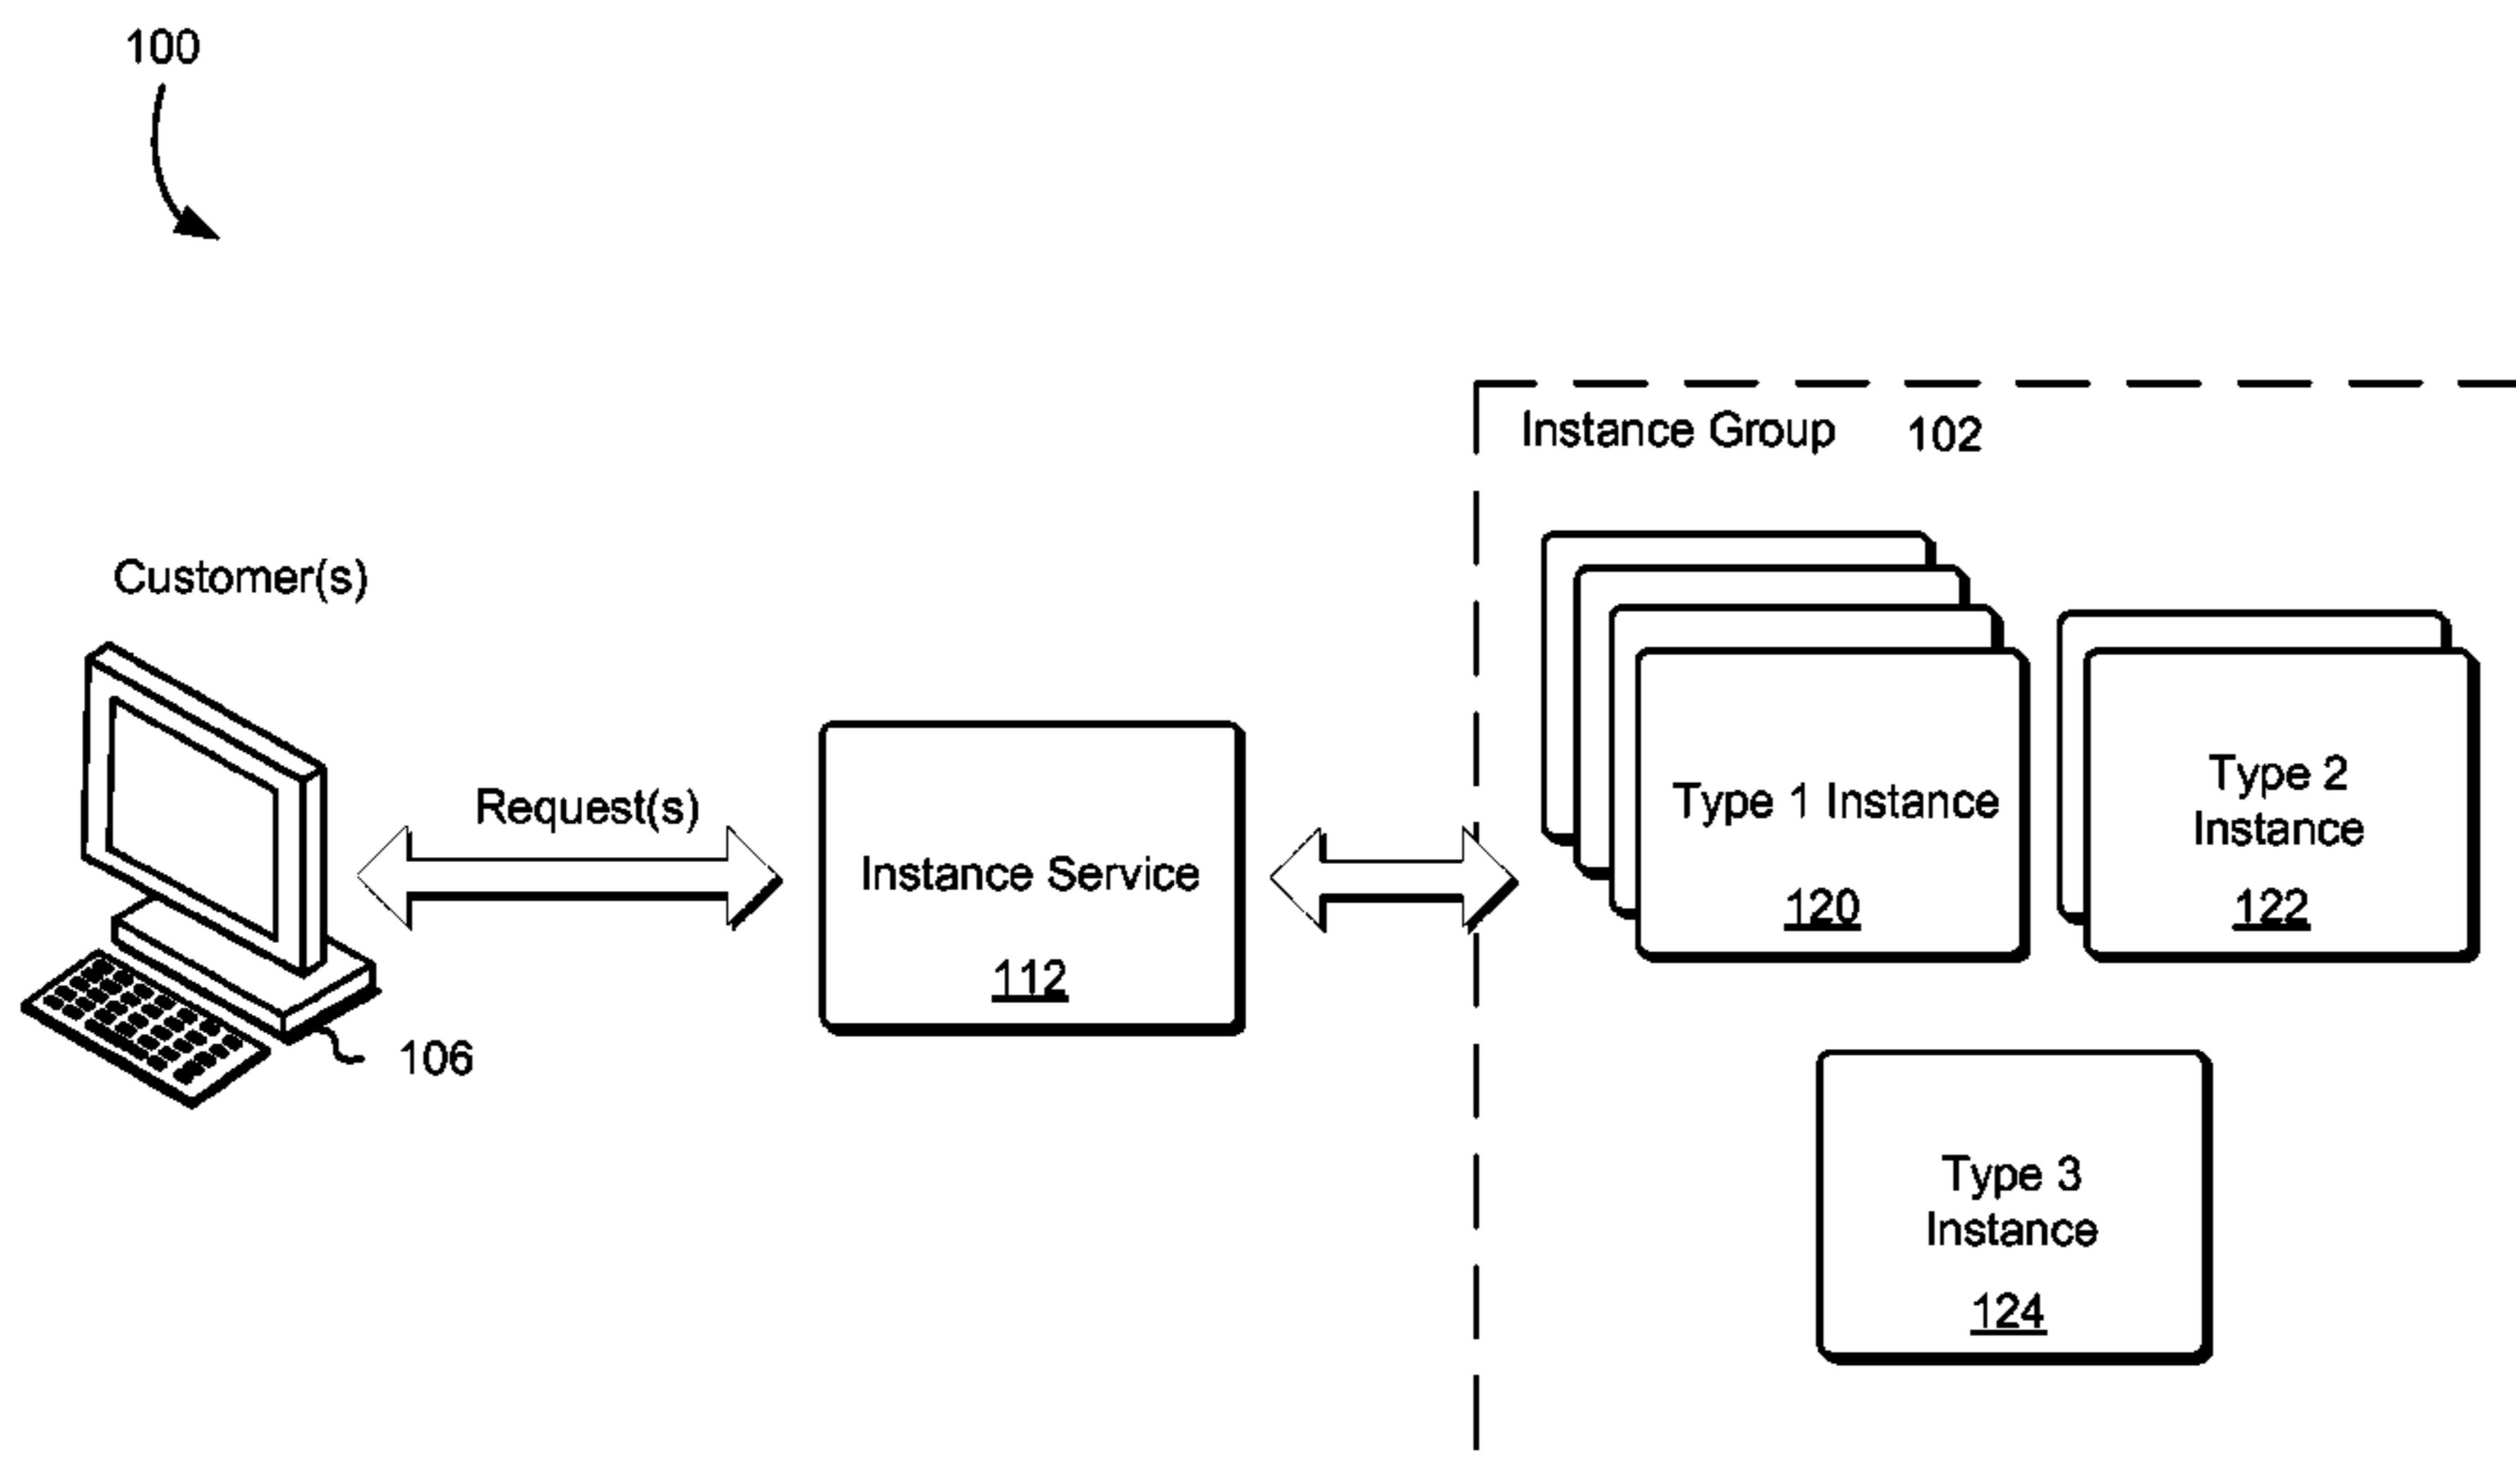 100
Instance Group 102
Customer(s)
Request(s)
Instance Service
112
106
Type 1 Instance
120
Type 2
Instance
122
Type 3
Instance
124